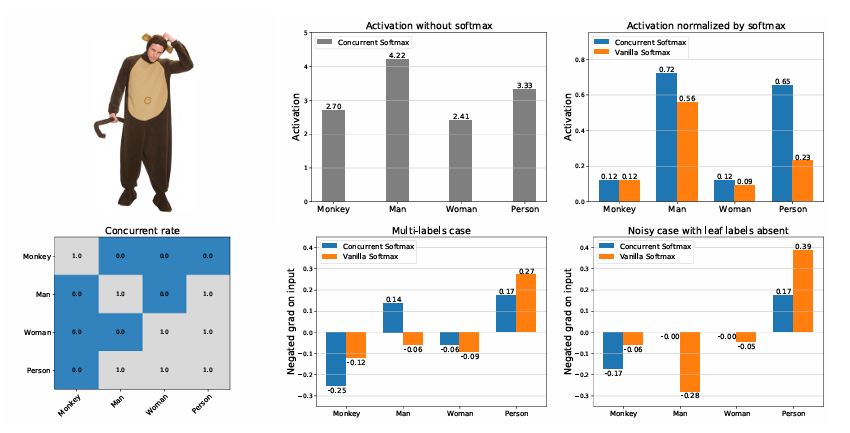 Activation without softmax
Concurrent Softmax
Activation
5
4
3
2
1
0
2.70
4.22
2.41
3.33
Monkey Man Woman Person
Activation normalized by softmax
Concurrent Softmax
Vanilla Softmax
Activation
0.8
0.6
0.4
0.2
0.0
0.12 0.12
0.72 0.56
0.12 0.09
0.65 0.23
Monkey Man Woman Person
Concurrent rate
Monkey 1.0 0.0 0.0 0.0
Man 0.0 1.0 0.0 1.0
Woman 0.0 0.0 1.0 1.0
Person 0.0 1.0 1.0 1.0
Monkey Man Woman Person
Multi-labels case
Concurrent Softmax
Vanilla Softmax
Negated grad on input
0.4
0.3
0.2
0.1
0.0
−0.1
−0.2
−0.3
-0.25 -0.12
0.14 -0.06
-0.06 -0.09
0.17 0.27
Monkey Man Woman Person
Noisy case with leaf labels absent
Concurrent Softmax
Vanilla Softmax
Negated grad on input
0.4
0.3
0.2
0.1
0.0
−0.1
−0.2
−0.3
-0.17 -0.06
-0.00 -0.28
-0.00 -0.05
0.17 0.39
Monkey Man Woman Person